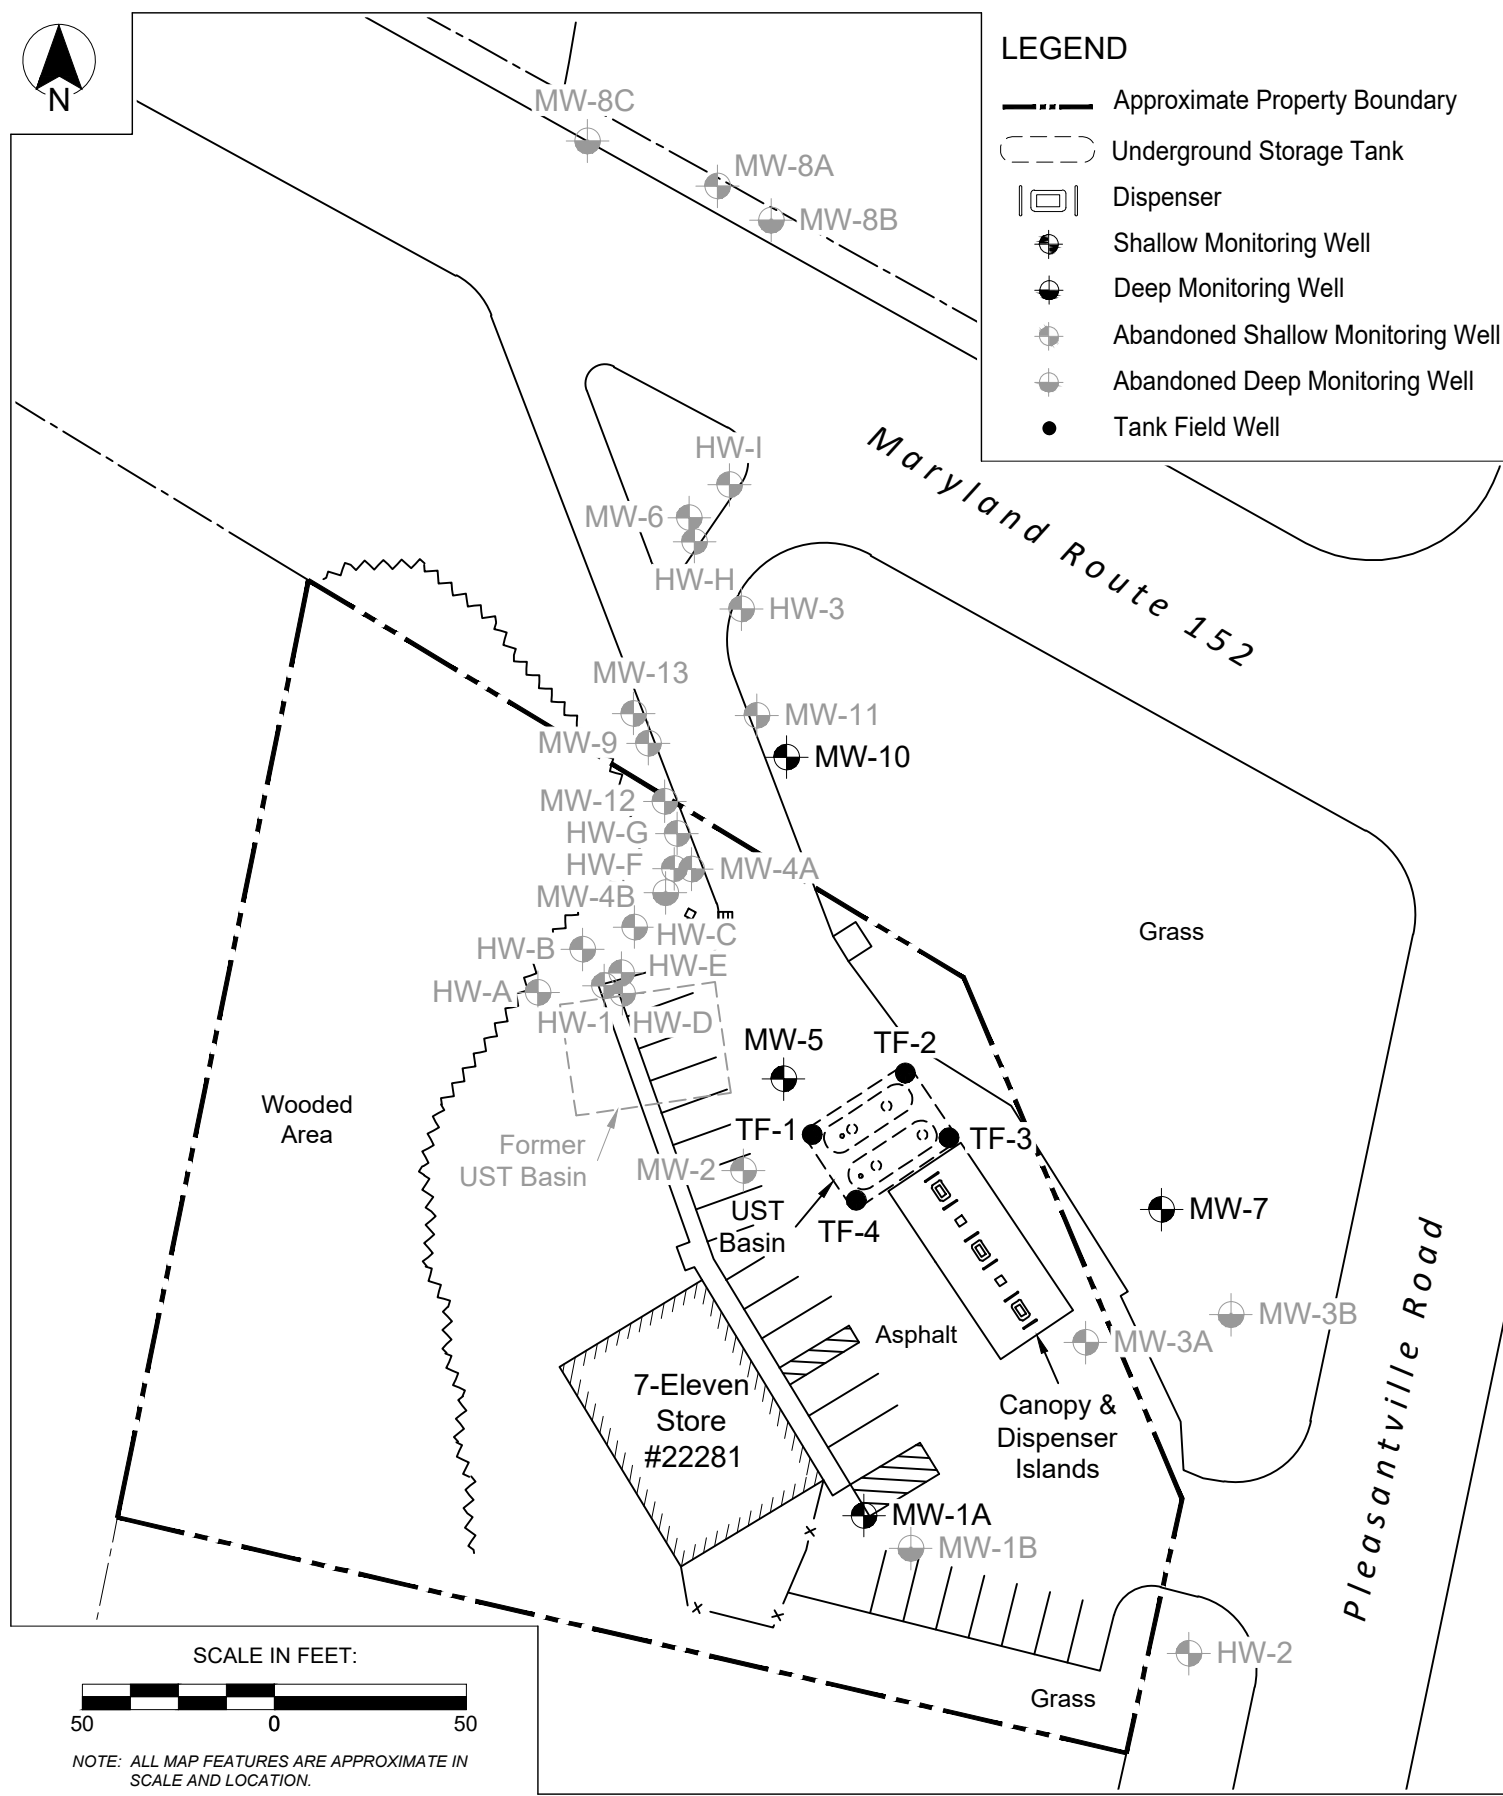 N
LEGEND
Approximate Property Boundary
Underground Storage Tank
Dispenser
Shallow Monitoring Well
Deep Monitoring Well
Abandoned Shallow Monitoring Well
Abandoned Deep Monitoring Well
Tank Field Well
MW-8C
MW-8A
MW-8B
Maryland Route 152
HW-I
MW-6
HW-H
HW-3
MW-13
MW-11
MW-9
MW-10
MW-12
HW-G
HW-F
MW-4A
MW-4B
HW-C
HW-B
HW-E
HW-A
HW-1
HW-D
Grass
MW-5
TF-2
TF-1
TF-3
Wooded
Area
Former
UST Basin
MW-2
UST
Basin
TF-4
MW-7
MW-3B
MW-3A
Asphalt
Pleasantville Road
7-Eleven
Store
#22281
Canopy &
Dispenser
Islands
MW-1A
MW-1B
x
x
x
HW-2
Grass
SCALE IN FEET:
50 0 50
NOTE: ALL MAP FEATURES ARE APPROXIMATE IN
SCALE AND LOCATION.